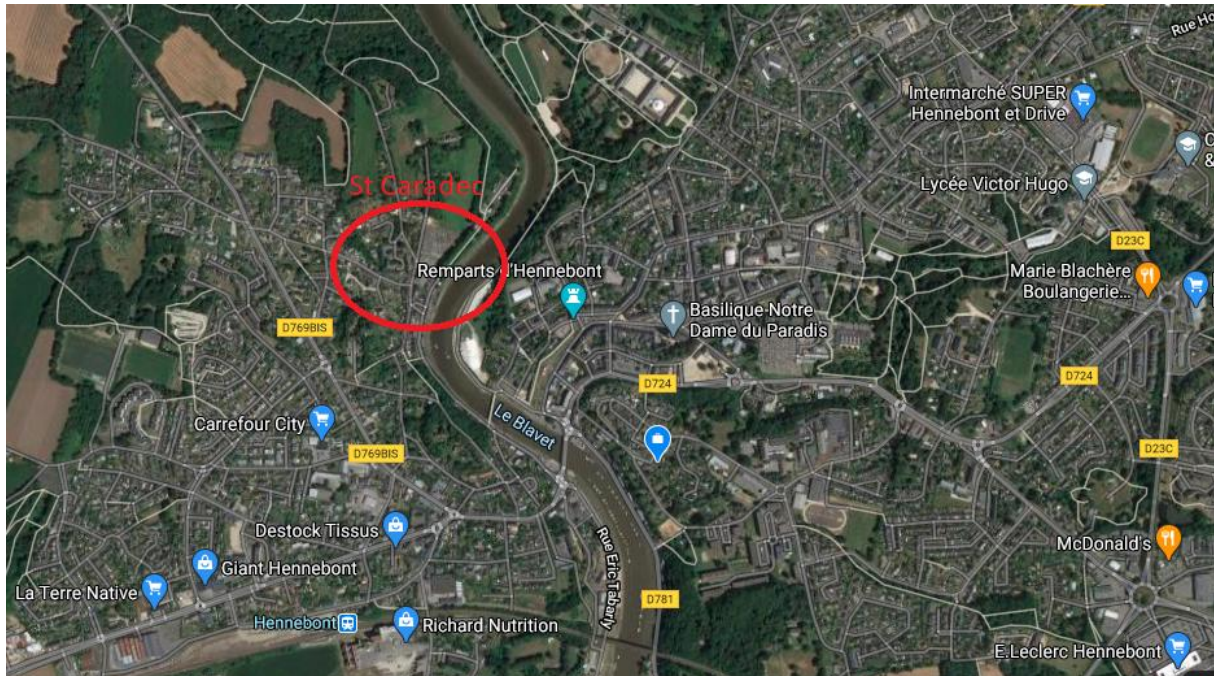 Rue Ho
Intermarché SUPER
Hennebont et Drive
C
&
Lycée Victor Hugo
St Caradec
D23C
Remparts d'Hennebont
Marie Blachère
Boulangerie...
Basilique Notre
Dame du Paradis
D769BIS
D724
D724
Le Blavet
Carrefour City
D769BIS
D23C
Destock Tissus
Rue Eric Tabarly
McDonald's
Giant Hennebont
La Terre Native
D781
Hennebont
Richard Nutrition
E.Leclerc Hennebont